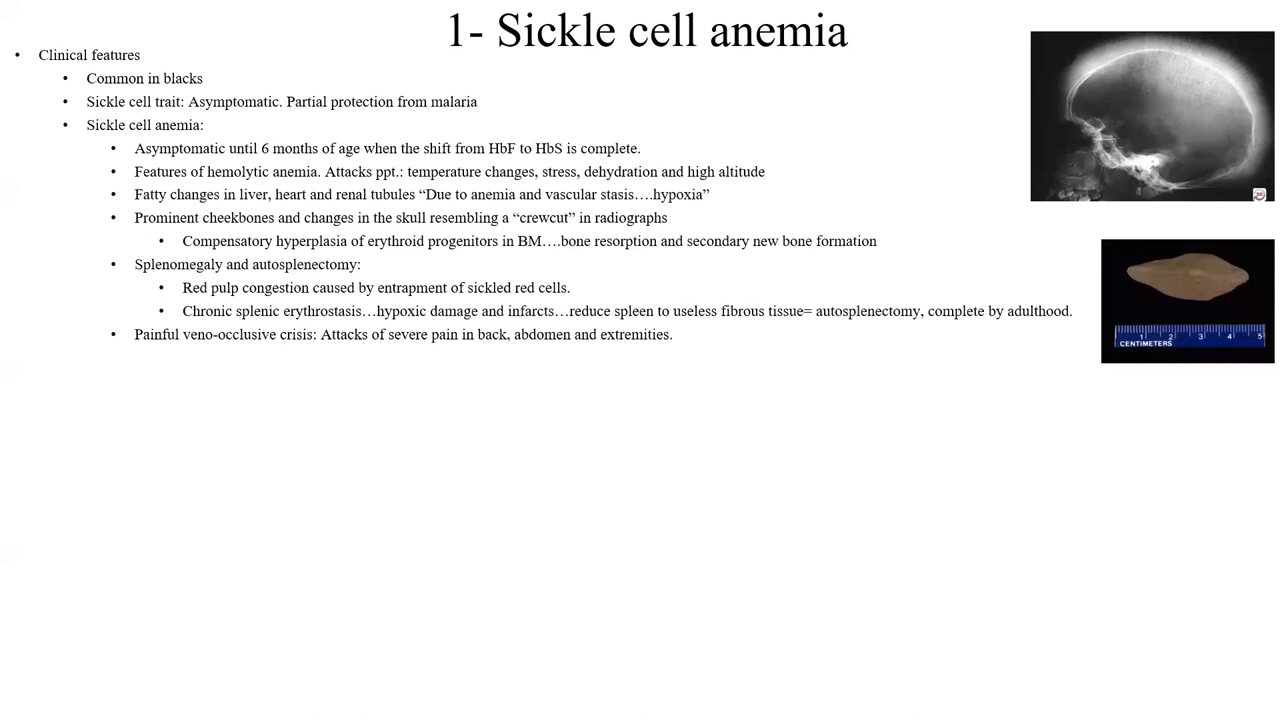 1- Sickle cell anemia
• Clinical features
• Common in blacks
• Sickle cell trait: Asymptomatic. Partial protection from malaria
• Sickle cell anemia:
• Asymptomatic until 6 months of age when the shift from HbF to HbS is complete.
• Features of hemolytic anemia. Attacks ppt.: temperature changes, stress, dehydration and high altitude
• Fatty changes in liver, heart and renal tubules “Due to anemia and vascular stasis….hypoxia”
• Prominent cheekbones and changes in the skull resembling a “crewcut” in radiographs
• Compensatory hyperplasia of erythroid progenitors in BM….bone resorption and secondary new bone formation
• Splenomegaly and autosplenectomy:
• Red pulp congestion caused by entrapment of sickled red cells.
• Chronic splenic erythrostasis…hypoxic damage and infarcts…reduce spleen to useless fibrous tissue= autosplenectomy, complete by adulthood.
• Painful veno-occlusive crisis: Attacks of severe pain in back, abdomen and extremities.
1 2 3 4 5
CENTIMETERS